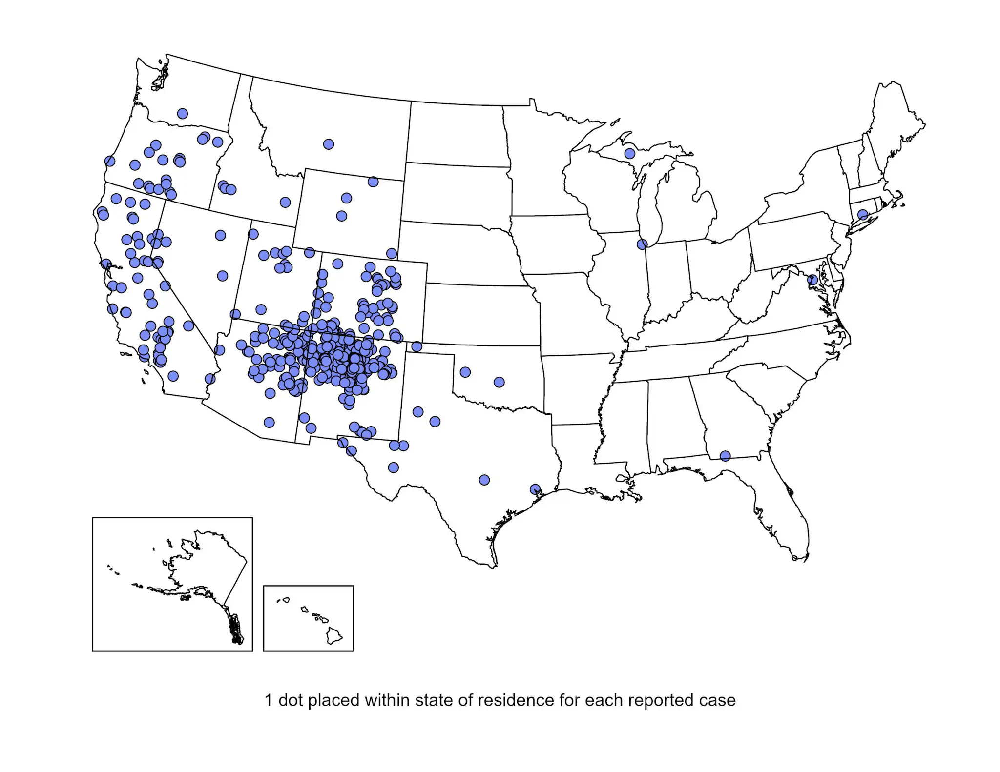 1 dot placed within state of residence for each reported case